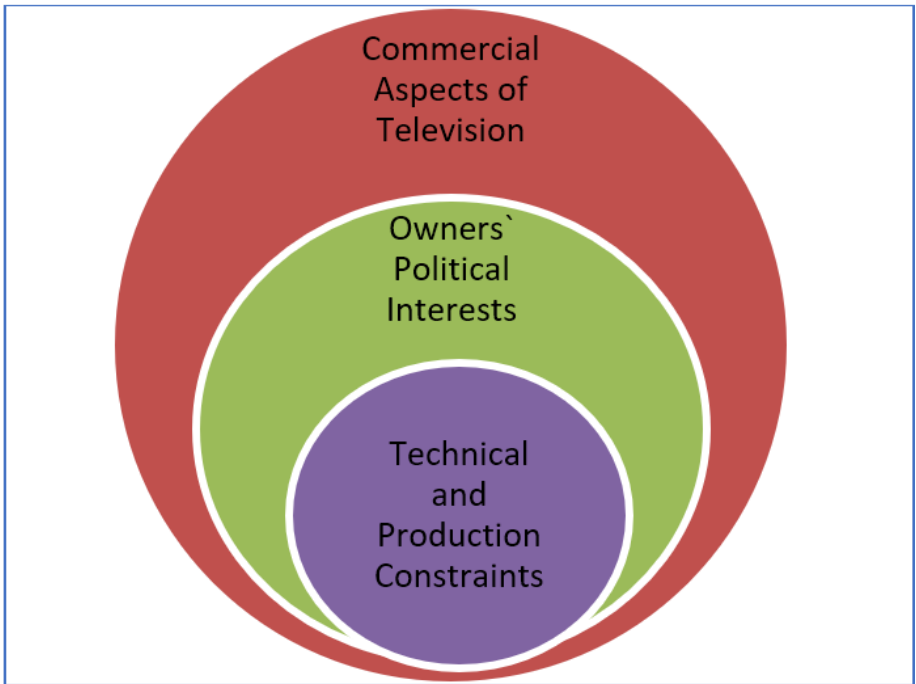 Commercial
Aspects of
Television
Owners`
Political
Interests
Technical
and
Production
Constraints